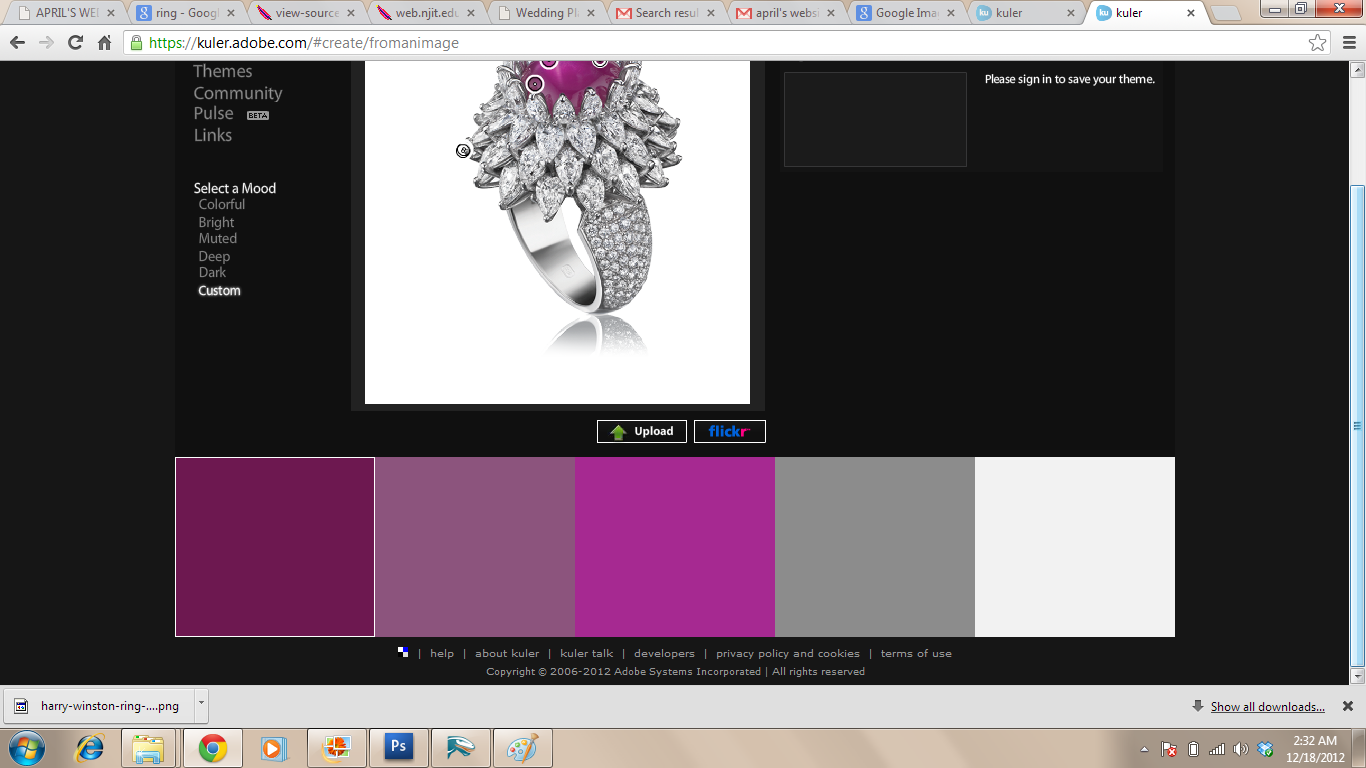 APRIL'S WEI
ring - Googl
view-source
web.njit.edu
Wedding Pl
Search resul
april's websi
Google Ima
ku kuler
ku kuler
https://kuler.adobe.com/#create/fromanimage
Themes
Community
Pulse BETA
Links
Select a Mood
Colorful
Bright
Muted
Deep
Dark
Custom
Please sign in to save your theme.
Upload
flickr
| help | about kuler | kuler talk | developers | privacy policy and cookies | terms of use
Copyright © 2006-2012 Adobe Systems Incorporated | All rights reserved
harry-winston-ring-....png
Show all downloads...
Ps
2:32 AM
12/18/2012